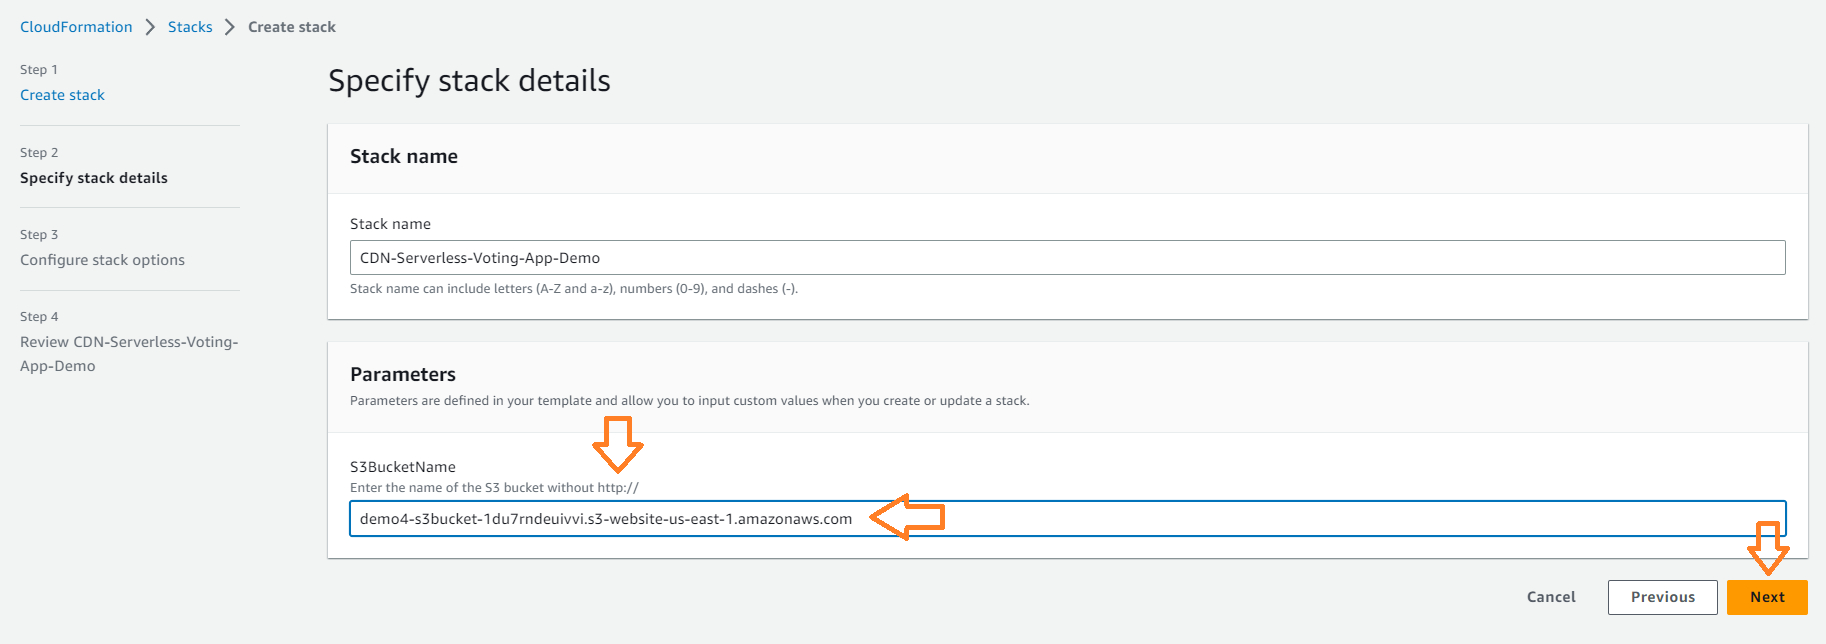 CloudFormation > Stacks > Create stack
Step 1
Create stack
Step 2
Specify stack details
Step 3
Configure stack options
Step 4
Review CDN-Serverless-Voting-
App-Demo
Specify stack details
Stack name
Stack name
CDN-Serverless-Voting-App-Demo
Stack name can include letters (A-Z and a-z), numbers (0-9), and dashes (-).
Parameters
Parameters are defined in your template and allow you to input custom values when you create or update a stack.
S3BucketName
Enter the name of the S3 bucket without http://
demo4-s3bucket-1du7rndeuivvi.s3-website-us-east-1.amazonaws.com
Cancel Previous Next